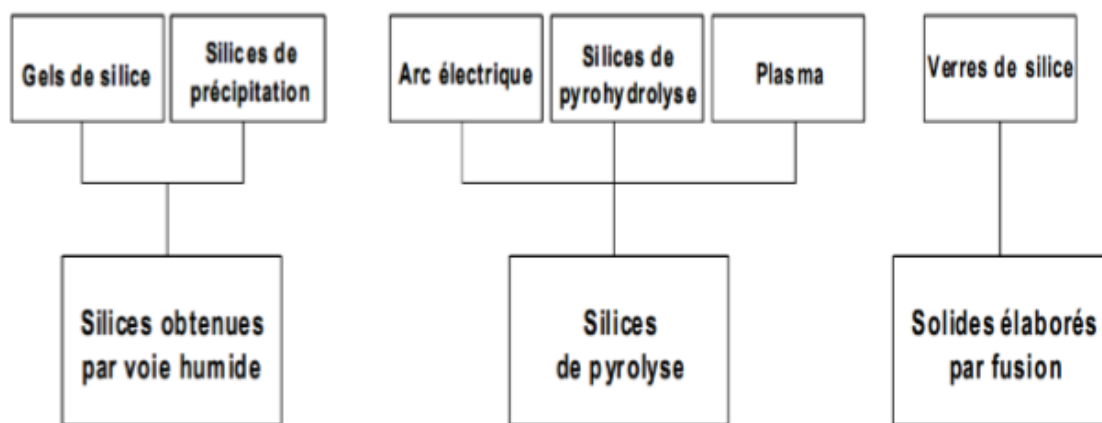 Gels de silice
Silices de
précipitation
Arc électrique
Silices de
pyrohydrolyse
Plasma
Verres de silice
Silices obtenues
par voie humide
Silices
de pyrolyse
Solides élaborés
par fusion